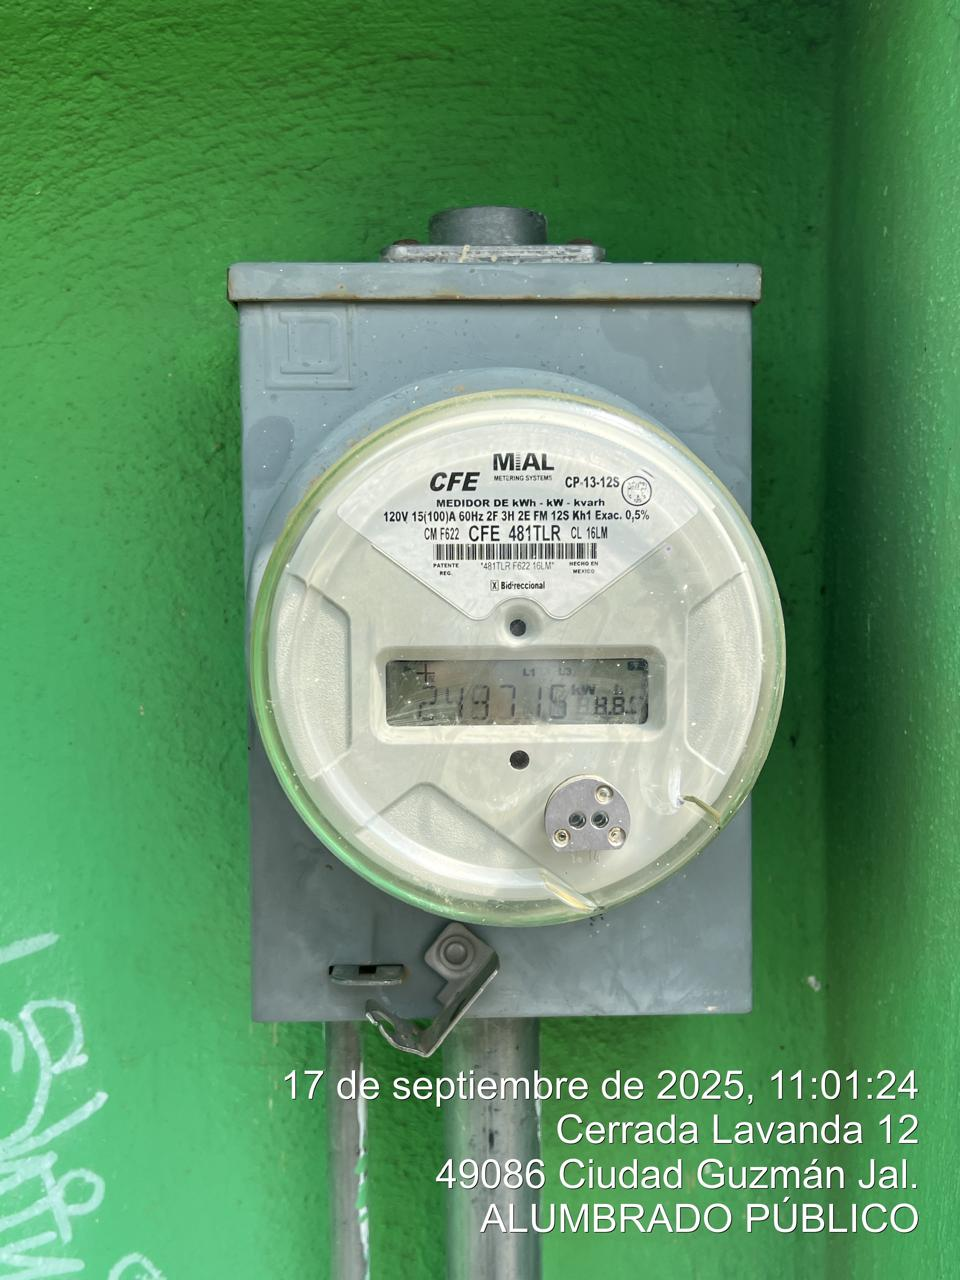 MIAL
METERING SYSTEMS
CFE
CP-13-12S
MEDIDOR DE kWh - kW - kvarh
120V 15(100)A 60Hz 2F 3H 2E FM 12S Kh1 Exac. 0,5%
CM F622 CFE 481TLR CL 16LM
PATENTE REG.
*481TLR F622 16LM*
HECHO EN MEXICO
X Bidireccional
L1 L3
kW
17 de septiembre de 2025, 11:01:24
Cerrada Lavanda 12
49086 Ciudad Guzmán Jal.
ALUMBRADO PÚBLICO